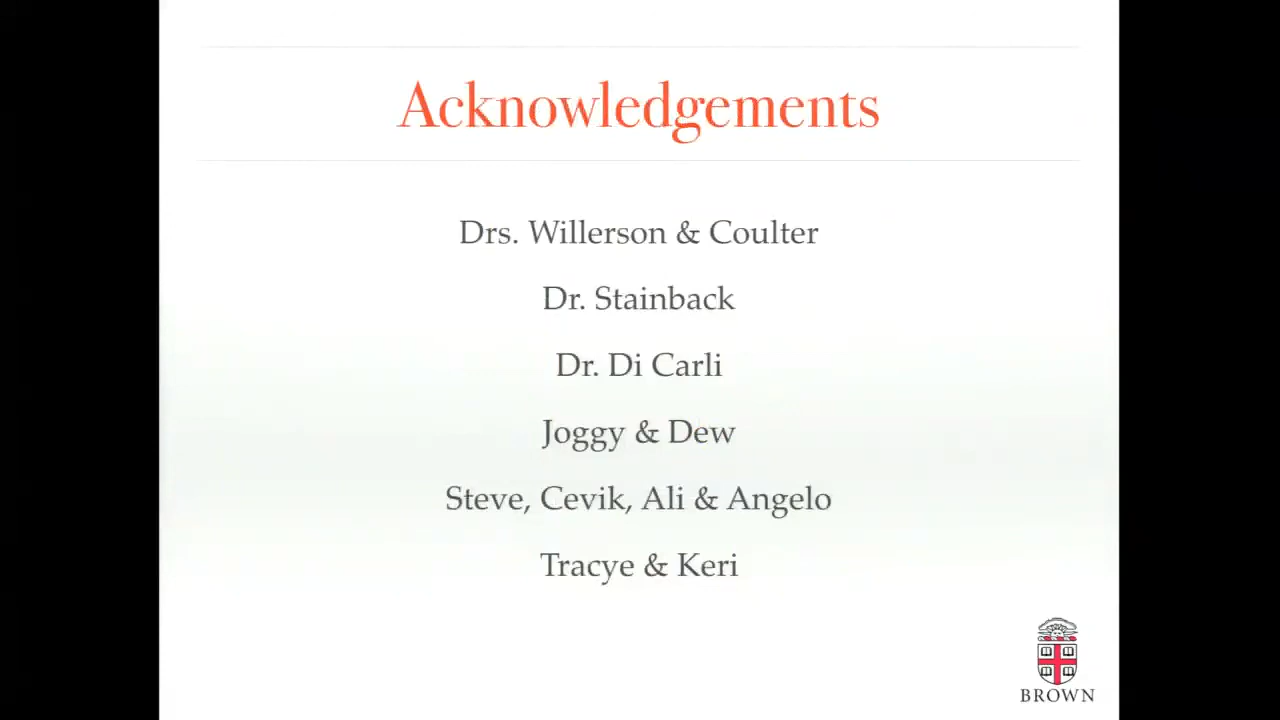 Acknowledgements
Drs. Willerson & Coulter
Dr. Stainback
Dr. Di Carli
Joggy & Dew
Steve, Cevik, Ali & Angelo
Tracye & Keri
BROWN